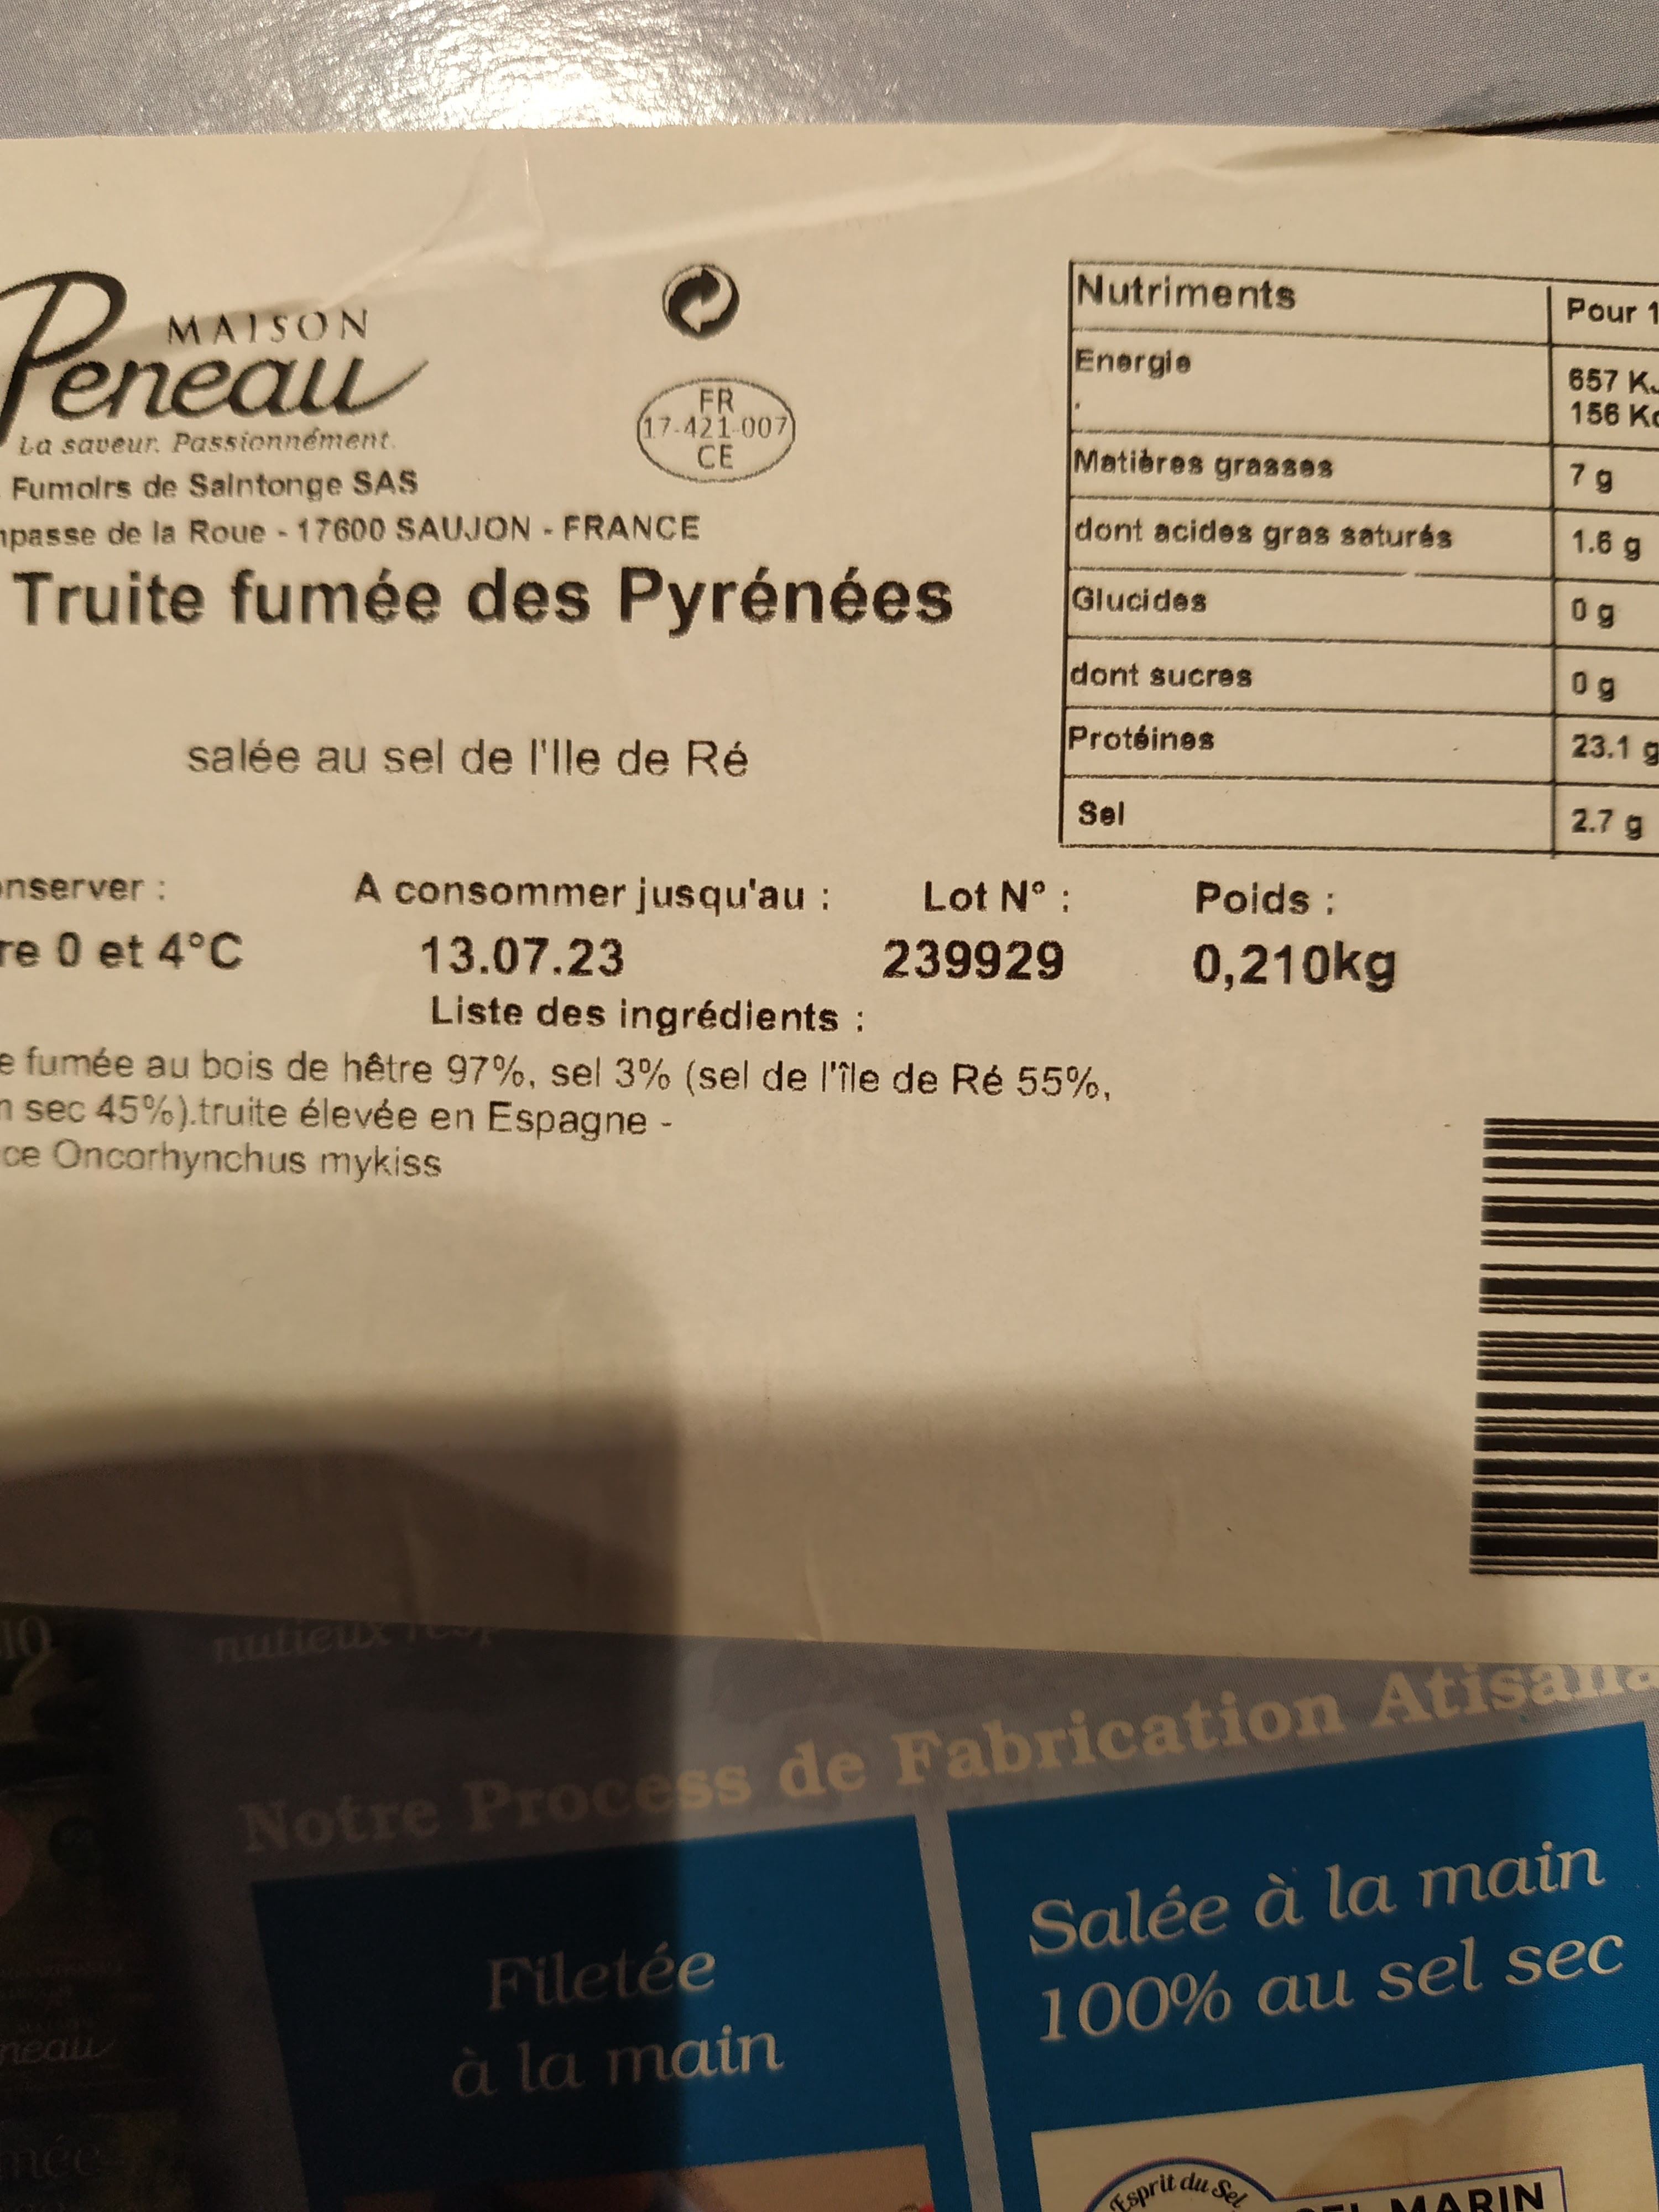 MAISON
Peneau
La saveur. Passionnément.
Fumoirs de Saintonge SAS
de la Roue - 17600 SAUJON - FRANCE
FR
17-421-007
CE
Truite fumée des Pyrénées
salée au sel de l'Ile de Ré
Nutriments Pour
Energie 657
156
Matières grasses 7 g
dont acides gras saturés 1.6 g
Glucides 0 g
dont sucres 0 g
Protéines 23.1 g
Sel 2.7 g
A consommer jusqu'au : Lot N° : Poids :
0 et 4°C 13.07.23 239929 0,210kg
Liste des ingrédients :
fumée au bois de hêtre 97%, sel 3% (sel de l'île de Ré 55%,
sec 45%).truite élevée en Espagne -
Oncorhynchus mykiss
Notre Process de Fabrication
Filetée
à la main
Salée à la main
100% au sel sec
Esprit du Sel
MARIN